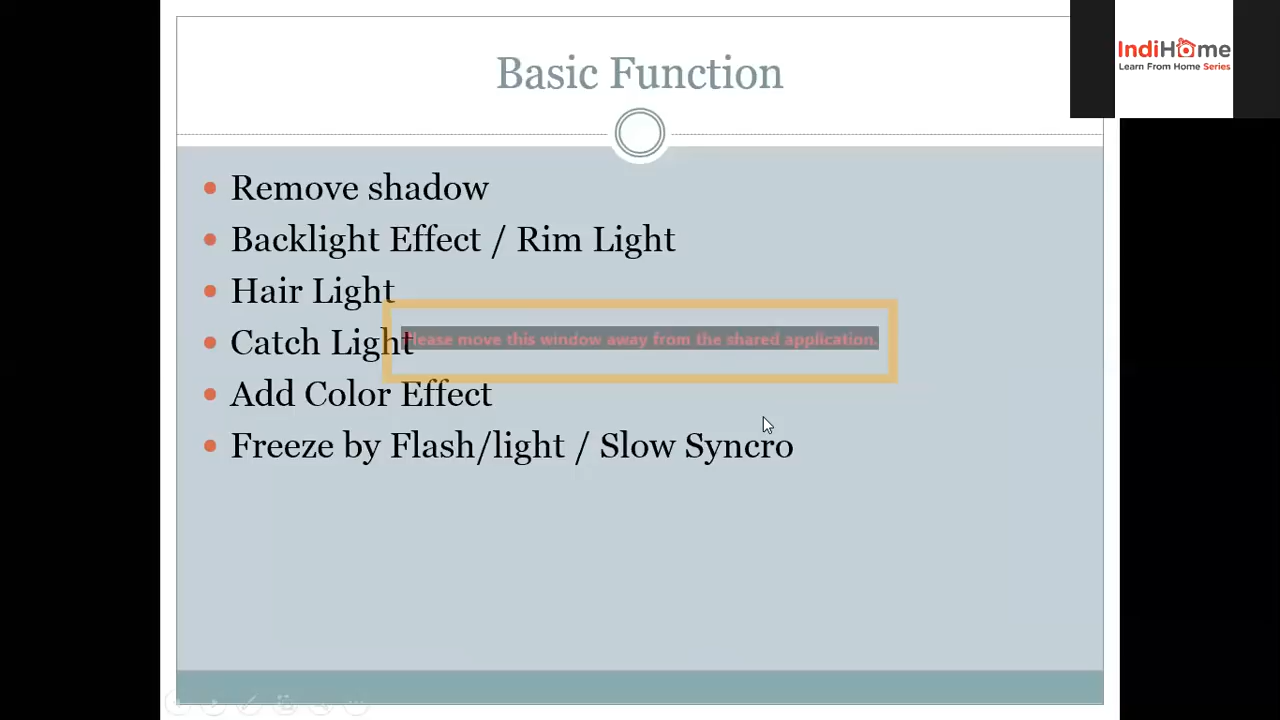 Basic Function
IndiHome
Learn From Home Series
Remove shadow
Backlight Effect / Rim Light
Hair Light
Catch Light
Please move this window away from the shared application.
Add Color Effect
Freeze by Flash/light / Slow Syncro